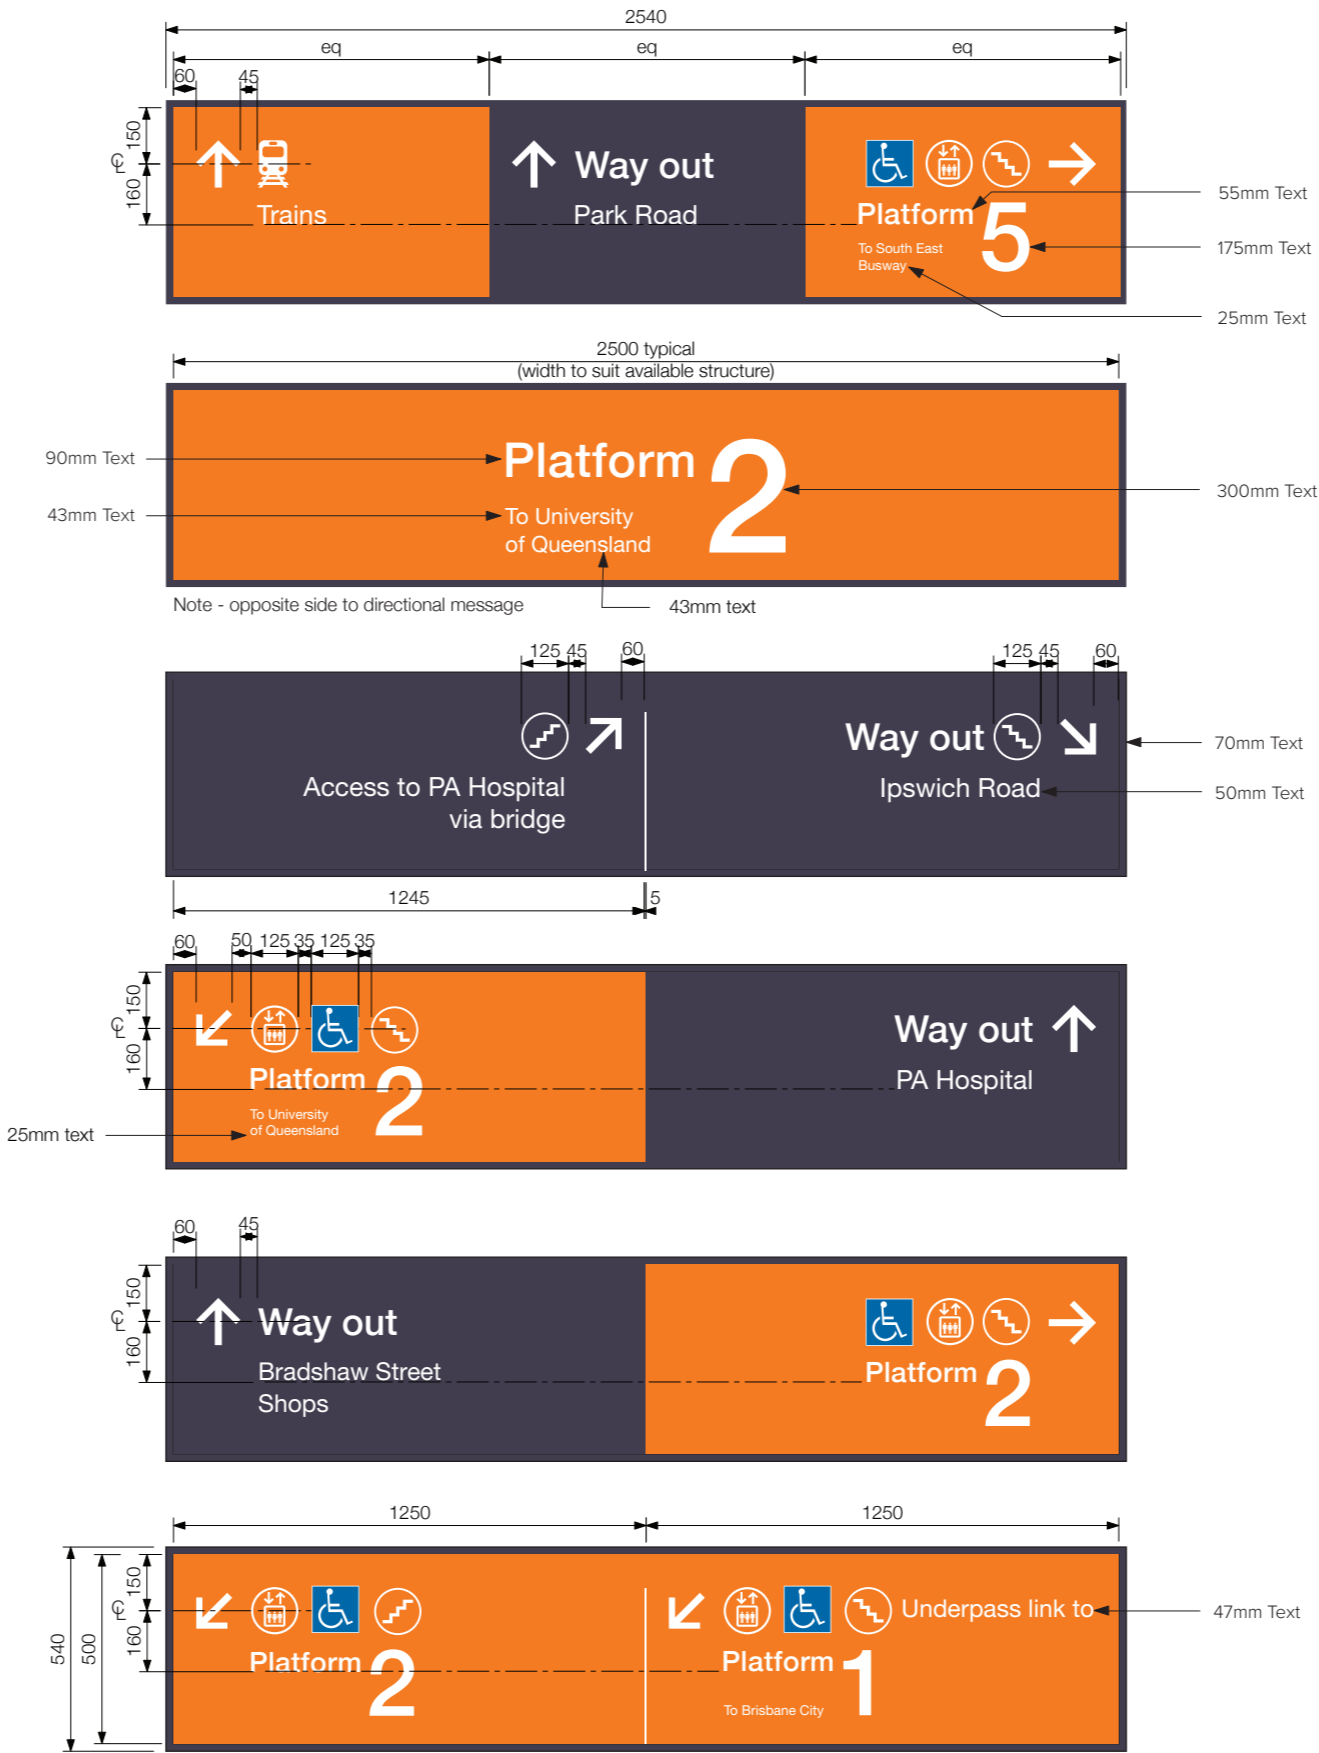 2540
eq eq eq
60 45
150
160
℄
Trains
Way out
Park Road
Platform 5
To South East
Busway
55mm Text
175mm Text
25mm Text
2500 typical
(width to suit available structure)
90mm Text
43mm Text
Platform 2
To University
of Queensland
300mm Text
Note - opposite side to directional message
43mm text
125 45 60
125 45 60
Access to PA Hospital
via bridge
Way out
Ipswich Road
70mm Text
50mm Text
1245 5
60 50 125 35 125 35
150
160
℄
Platform 2
To University
of Queensland
25mm text
Way out
PA Hospital
60 45
150
160
℄
Way out
Bradshaw Street
Shops
Platform 2
1250 1250
540
500
150
160
℄
Platform 2
Underpass link to
Platform 1
To Brisbane City
47mm Text